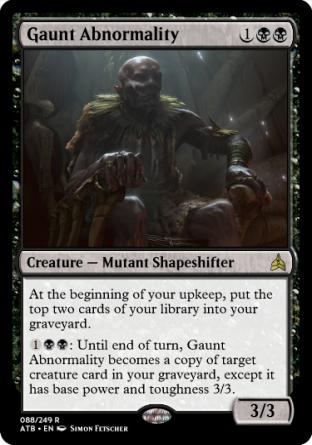 Gaunt Abnormality 1
Creature — Mutant Shapeshifter
At the beginning of your upkeep, put the
top two cards of your library into your
graveyard.
1 : Until end of turn, Gaunt
Abnormality becomes a copy of target
creature card in your graveyard, except it
has base power and toughness 3/3.
3/3
088/249 R
ATB • EN Simon Fetscher